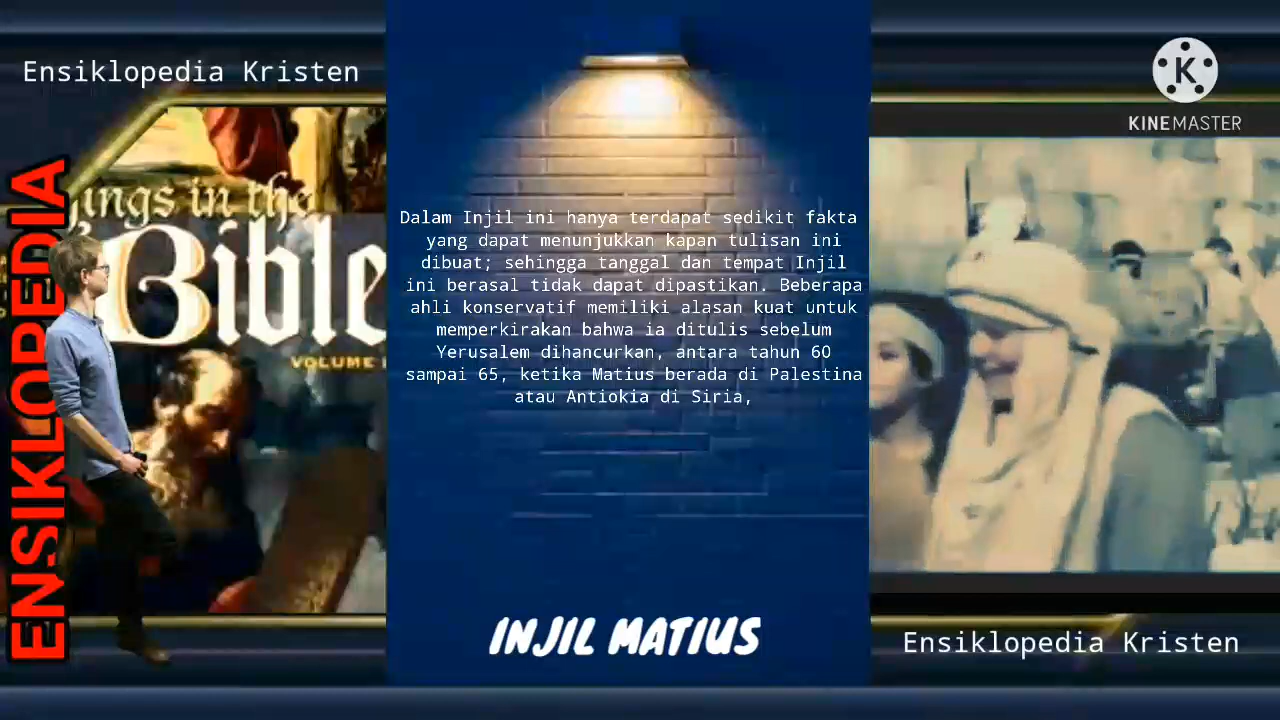 Ensiklopedia Kristen
KINEMASTER
ENSIKLOPEDIA
ings in the
Bible
VOLUME
Dalam Injil ini hanya terdapat sedikit fakta
yang dapat menunjukkan kapan tulisan ini
dibuat; sehingga tanggal dan tempat Injil
ini berasal tidak dapat dipastikan. Beberapa
ahli konservatif memiliki alasan kuat untuk
memperkirakan bahwa ia ditulis sebelum
Yerusalem dihancurkan, antara tahun 60
sampai 65, ketika Matius berada di Palestina
atau Antiokia di Siria,
INJIL MATIUS
Ensiklopedia Kristen